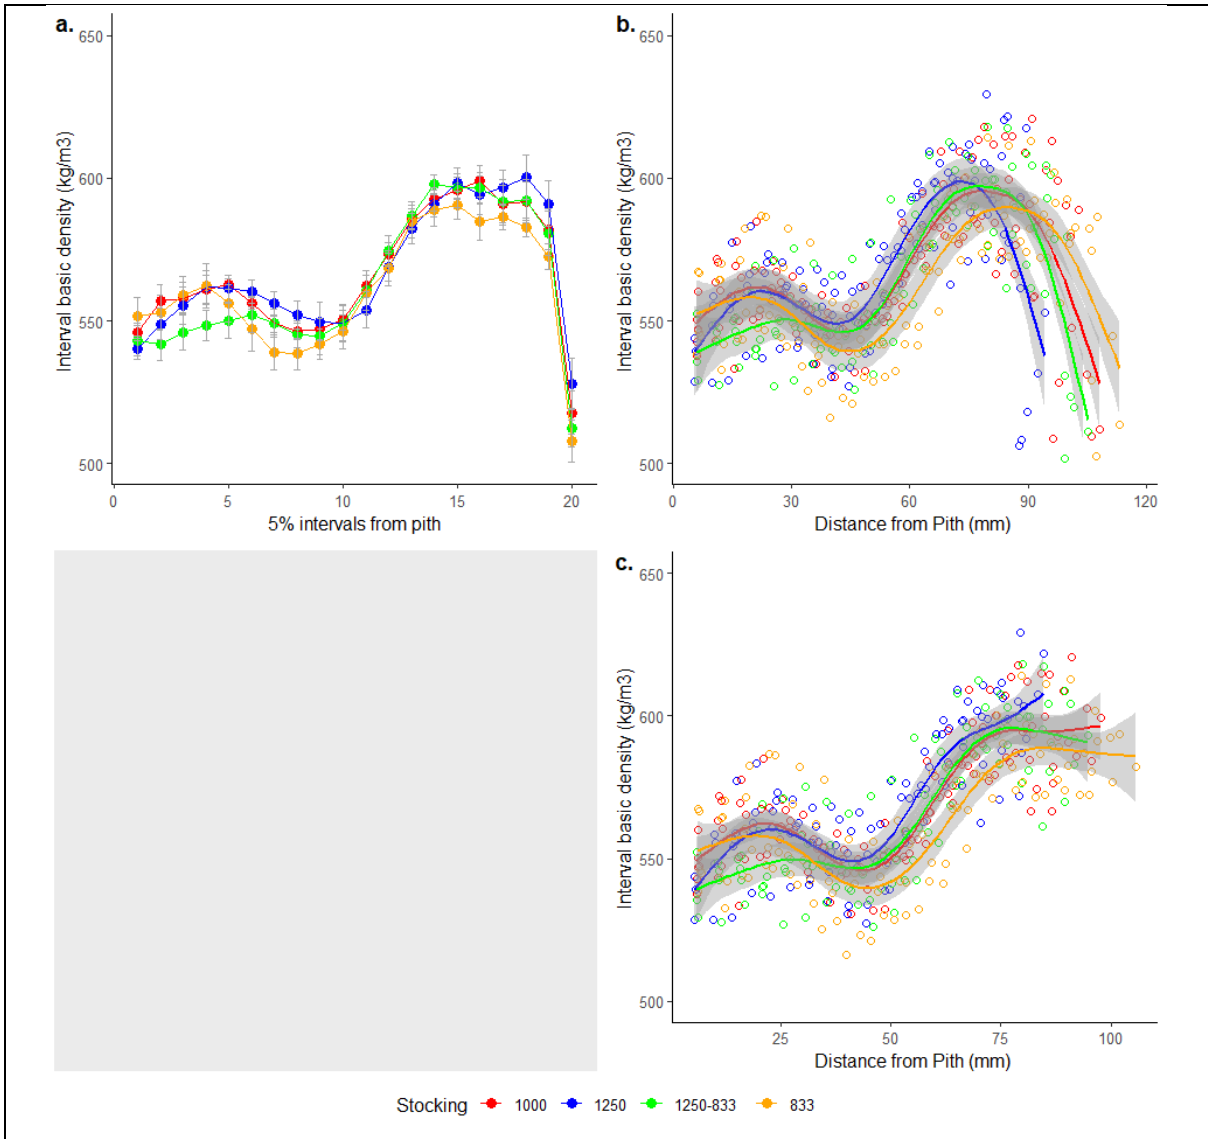 a.
650
600
550
500
Interval basic density (kg/m3)
0 5 10 15 20
5% intervals from pith
b.
650
600
550
500
Interval basic density (kg/m3)
0 30 60 90 120
Distance from Pith (mm)
c.
650
600
550
500
Interval basic density (kg/m3)
25 50 75 100
Distance from Pith (mm)
Stocking 1000 1250 1250-833 833